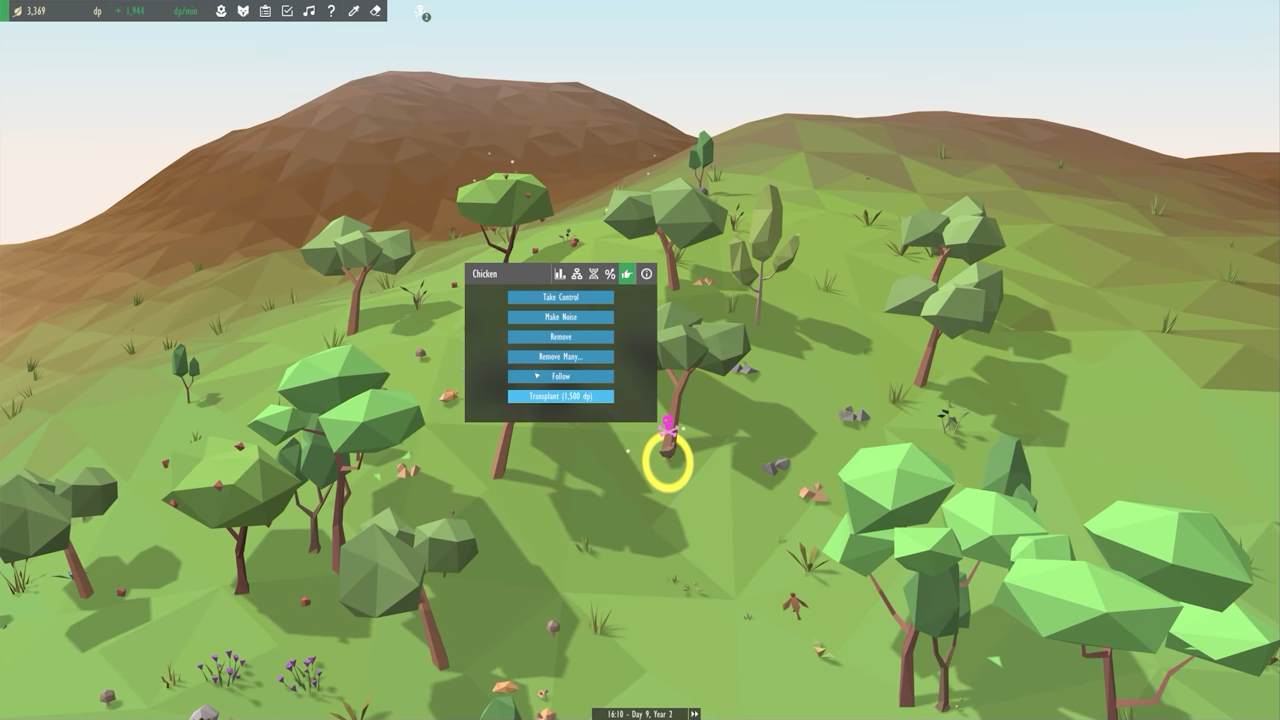 3,369 dp + 1,944 dp/min
2
Chicken
Take Control
Make Noise
Remove
Remove Many...
Follow
Transplant (1,500 dp)
16:10 - Day 9, Year 2